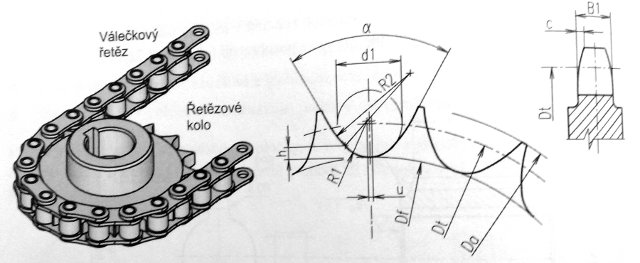 Válečkový
řetěz
Řetězové
kolo
α
d1
R2
h
R1
u
Df
Dt
Da
B1
c
Dt